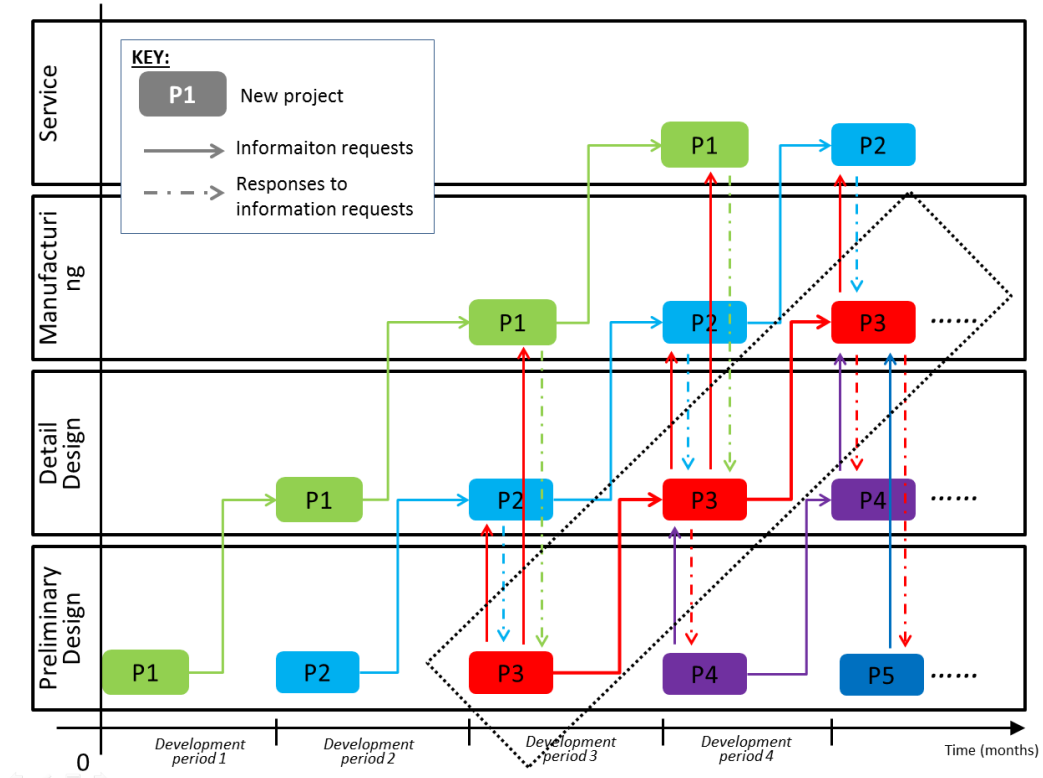 Service
KEY:
P1
New project
Informaiton requests
Responses to
information requests
P1
P2
Manufacturi
ng
P1
P2
P3
......
Detail
Design
P1
P2
P3
P4
......
Preliminary
Design
P1
P2
P3
P4
P5
......
0
Development
period 1
Development
period 2
Development
period 3
Development
period 4
Time (months)